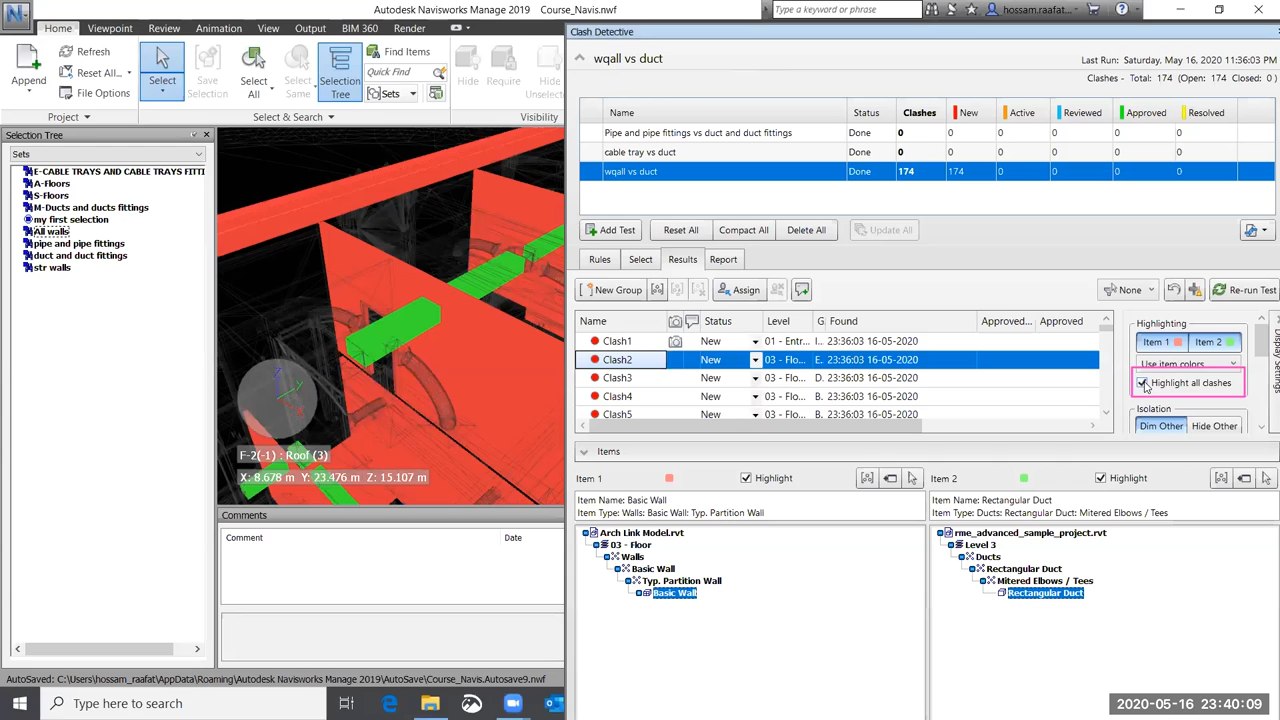 Autodesk Navisworks Manage 2019 Course_Navis.nwf
Type a keyword or phrase
hossam.raafat...
Home Viewpoint Review Animation View Output BIM 360 Render
Append
Refresh
Reset All...
File Options
Project
Select
Save
Selection
Select
All
Select
Same
Selection
Tree
Find Items
Quick Find
Sets
Select & Search
Hide
Require
Hide
Unselected
Visibility
Selection Tree
Sets
E-CABLE TRAYS AND CABLE TRAYS FITTI
A-Floors
S-Floors
M-Ducts and ducts fittings
my first selection
All walls
pipe and pipe fittings
duct and duct fittings
str walls
F-2(-1) : Roof (3)
X: 8.678 m Y: 23.476 m Z: 15.107 m
Comments
Comment Date
Clash Detective
wqall vs duct
Last Run: Saturday, May 16, 2020 11:36:03 PM
Clashes - Total: 174 (Open: 174 Closed: 0)
Name Status Clashes New Active Reviewed Approved Resolved
Pipe and pipe fittings vs duct and duct fittings Done 0 0 0 0 0 0
cable tray vs duct Done 0 0 0 0 0 0
wqall vs duct Done 174 174 0 0 0 0
Add Test Reset All Compact All Delete All Update All
Rules Select Results Report
New Group Assign None Re-run Test
Name Status Level G Found Approved... Approved
Clash1 New 01 - Entr... I... 23:36:03 16-05-2020
Clash2 New 03 - Flo... E. 23:36:03 16-05-2020
Clash3 New 03 - Flo... D. 23:36:03 16-05-2020
Clash4 New 03 - Flo... B. 23:36:03 16-05-2020
Clash5 New 03 - Flo... B. 23:36:03 16-05-2020
Highlighting
Item 1 Item 2
Use item colors
Highlight all clashes
Isolation
Dim Other Hide Other
Display Settings
Items
Item 1 Highlight
Item Name: Basic Wall
Item Type: Walls: Basic Wall: Typ. Partition Wall
Arch Link Model.rvt
03 - Floor
Walls
Basic Wall
Typ. Partition Wall
Basic Wall
Item 2 Highlight
Item Name: Rectangular Duct
Item Type: Ducts: Rectangular Duct: Mitered Elbows / Tees
rme_advanced_sample_project.rvt
Level 3
Ducts
Rectangular Duct
Mitered Elbows / Tees
Rectangular Duct
AutoSaved: C:\Users\hossam_raafat\AppData\Roaming\Autodesk Navisworks Manage 2019\AutoSave\Course_Navis.Autosave9.nwf
Type here to search
2020-05-16 23:40:09